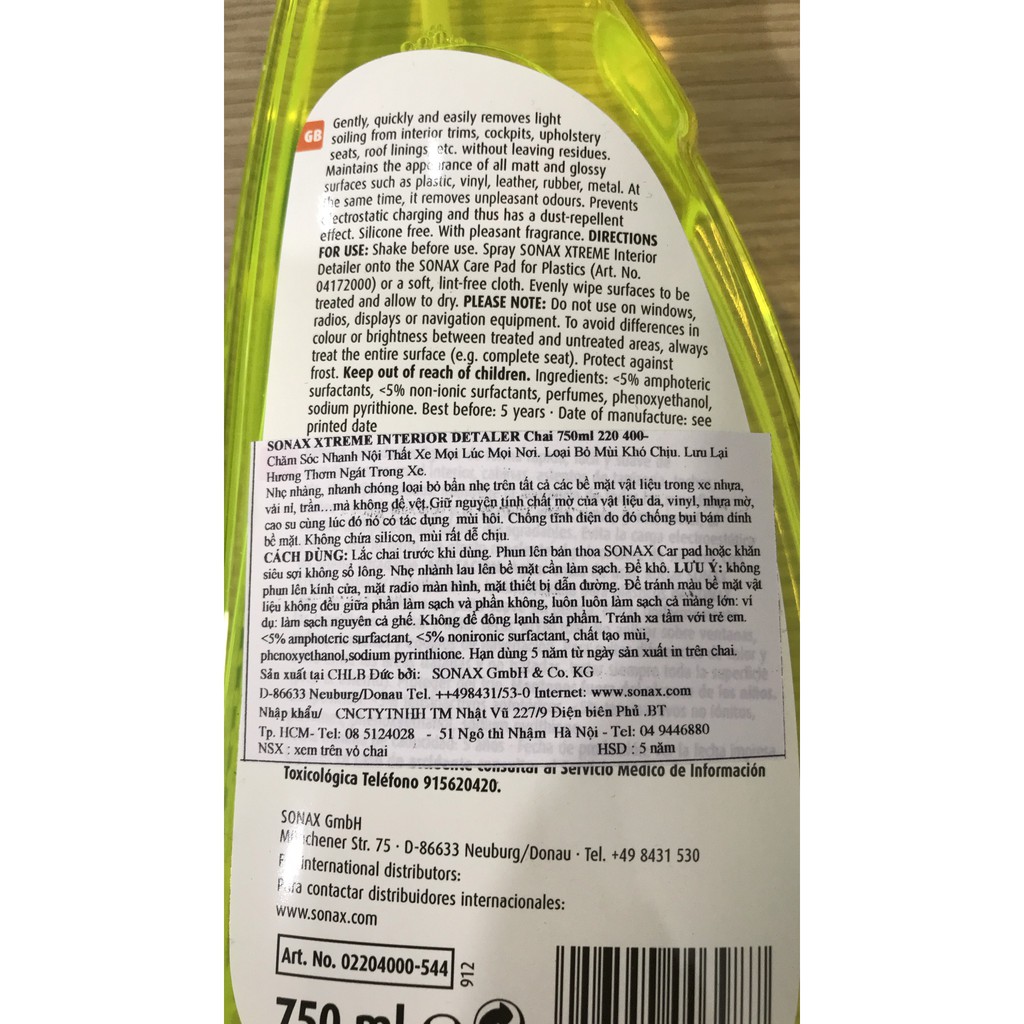 GB
Gently, quickly and easily removes light
soiling from interior trims, cockpits, upholstery
seats, roof linings, etc. without leaving residues.
Maintains the appearance of all matt and glossy
surfaces such as plastic, vinyl, leather, rubber, metal. At
the same time, it removes unpleasant odours. Prevents
electrostatic charging and thus has a dust-repellent
effect. Silicone free. With pleasant fragrance. DIRECTIONS
FOR USE: Shake before use. Spray SONAX XTREME Interior
Detailer onto the SONAX Care Pad for Plastics (Art. No.
04172000) or a soft, lint-free cloth. Evenly wipe surfaces to be
treated and allow to dry. PLEASE NOTE: Do not use on windows,
radios, displays or navigation equipment. To avoid differences in
colour or brightness between treated and untreated areas, always
treat the entire surface (e.g. complete seat). Protect against
frost. Keep out of reach of children. Ingredients: <5% amphoteric
surfactants, <5% non-ionic surfactants, perfumes, phenoxyethanol,
sodium pyrithione. Best before: 5 years · Date of manufacture: see
printed date
SONAX XTREME INTERIOR DETALER Chai 750ml 220 400-
Chăm Sóc Nhanh Nội Thất Xe Mọi Lúc Mọi Nơi. Loại Bỏ Mùi Khó Chịu. Lưu Lại
Hương Thơm Ngát Trong Xe.
Nhẹ nhàng, nhanh chóng loại bỏ bẩn nhẹ trên tất cả các bề mặt vật liệu trong xe nhựa,
vải nỉ, trần...mà không để vệt.Giữ nguyên tính chất mờ của vật liệu da, vinyl, nhựa mờ,
cao su cùng lúc đó nó có tác dụng mùi hôi. Chống tĩnh điện do đó chống bụi bám dính
bề mặt. Không chứa silicon, mùi rất dễ chịu.
CÁCH DÙNG: Lắc chai trước khi dùng. Phun lên bản thoa SONAX Car pad hoặc khăn
siêu sợi không sổ lông. Nhẹ nhành lau lên bề mặt cần làm sạch. Để khô. LƯU Ý: không
phun lên kính cửa, mặt radio màn hình, mặt thiết bị dẫn đường. Để tránh mầu bề mặt vật
liệu không đều giữa phần làm sạch và phần không, luôn luôn làm sạch cả mảng lớn: ví
dụ: làm sạch nguyên cả ghế. Không để đông lạnh sản phẩm. Tránh xa tầm với trẻ em.
<5% amphoteric surfactant, <5% nonironic surfactant, chất tạo mùi,
phenoxyethanol,sodium pyrinthione. Hạn dùng 5 năm từ ngày sản xuất in trên chai.
Sản xuất tại CHLB Đức bởi: SONAX GmbH & Co. KG
D-86633 Neuburg/Donau Tel. ++498431/53-0 Internet: www.sonax.com
Nhập khẩu/ CNCTYTNHH TM Nhật Vũ 227/9 Điện biên Phủ .BT
Tp. HCM- Tel: 08 5124028 - 51 Ngô thì Nhậm Hà Nội - Tel: 04 9446880
NSX : xem trên vỏ chai HSD : 5 năm
consultar al Servicio Médico de Información
Toxicológica Teléfono 915620420.
SONAX GmbH
Münchener Str. 75 · D-86633 Neuburg/Donau · Tel. +49 8431 530
For international distributors:
Para contactar distribuidores internacionales:
www.sonax.com
Art. No. 02204000-544
912
750 ml